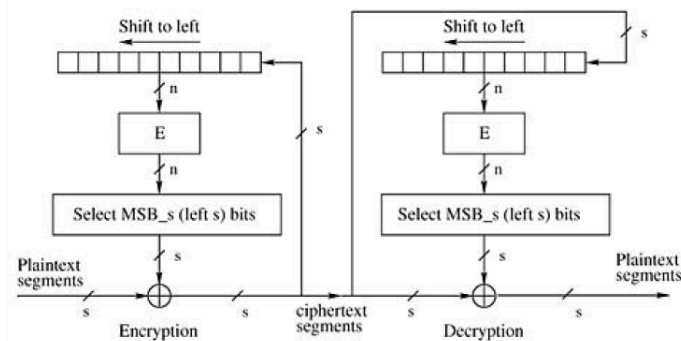 Shift to left
s
n
E
n
Select MSB_s (left s) bits
s
Plaintext
segments
s
s
Encryption
ciphertext
segments
Shift to left
s
n
E
n
Select MSB_s (left s) bits
s
Plaintext
segments
s
s
Decryption